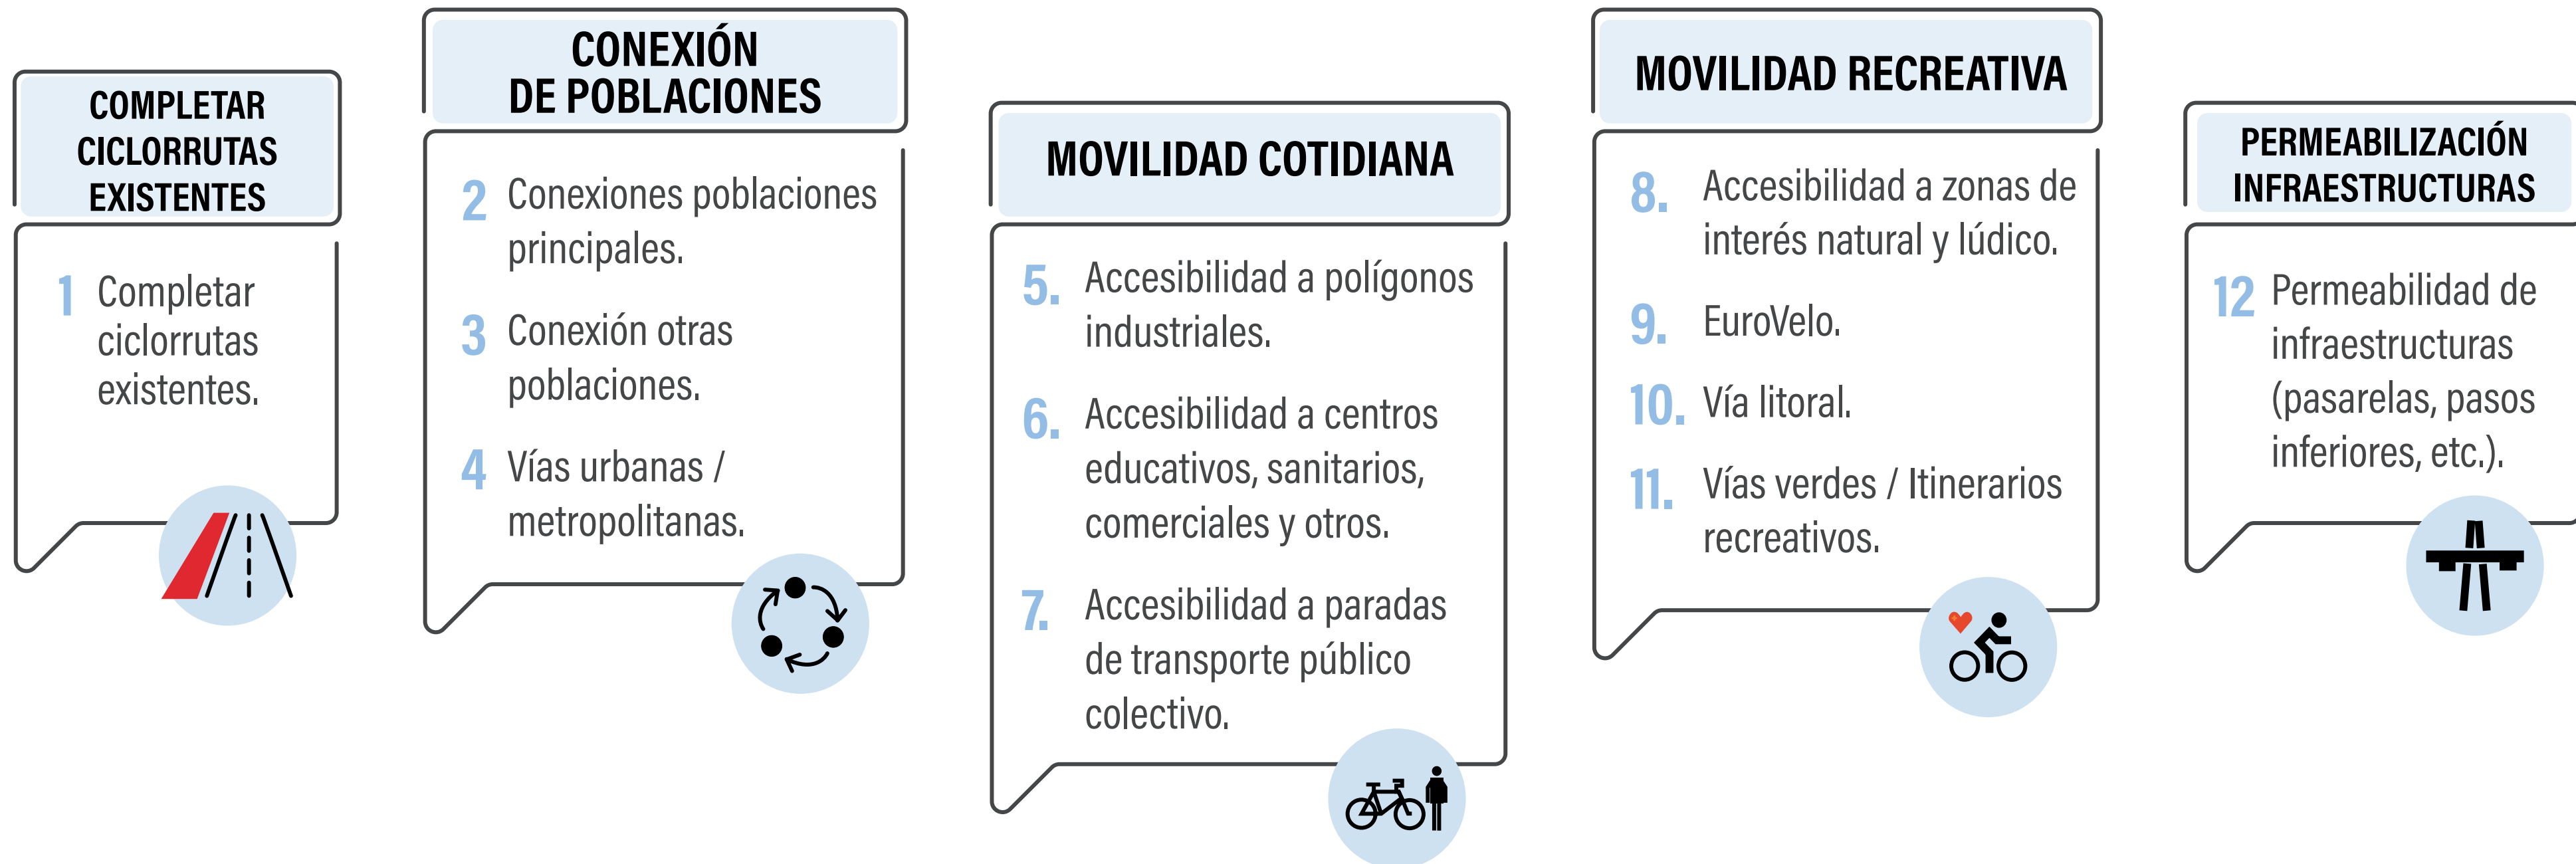 COMPLETAR
CICLORRUTAS
EXISTENTES
1 Completar
ciclorrutas
existentes.
CONEXIÓN
DE POBLACIONES
2 Conexiones poblaciones
principales.
3 Conexión otras
poblaciones.
4 Vías urbanas /
metropolitanas.
MOVILIDAD COTIDIANA
5. Accesibilidad a polígonos
industriales.
6. Accesibilidad a centros
educativos, sanitarios,
comerciales y otros.
7. Accesibilidad a paradas
de transporte público
colectivo.
MOVILIDAD RECREATIVA
8. Accesibilidad a zonas de
interés natural y lúdico.
9. EuroVelo.
10. Vía litoral.
11. Vías verdes / Itinerarios
recreativos.
PERMEABILIZACIÓN
INFRAESTRUCTURAS
12 Permeabilidad de
infraestructuras
(pasarelas, pasos
inferiores, etc.).